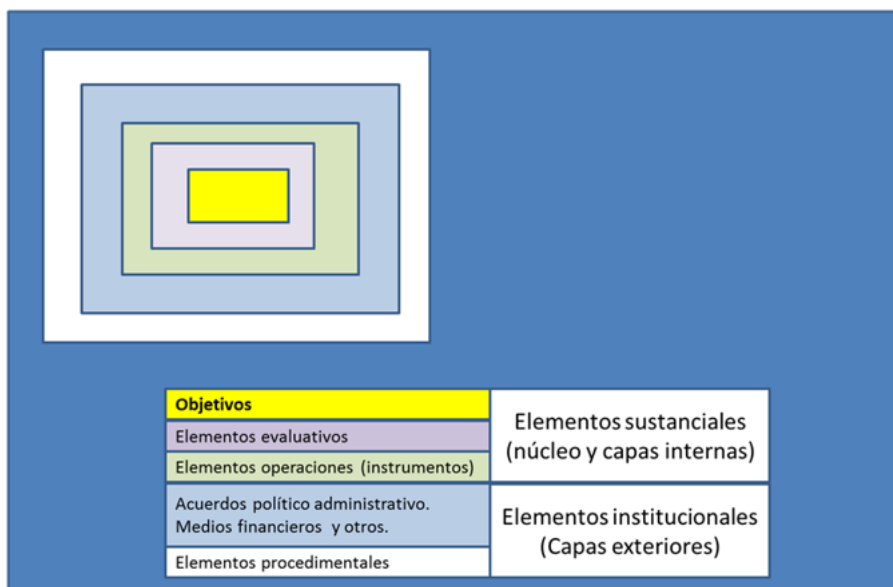 Objetivos
Elementos evaluativos
Elementos operaciones (instrumentos)
Elementos sustanciales
(núcleo y capas internas)
Acuerdos político administrativo.
Medios financieros y otros.
Elementos procedimentales
Elementos institucionales
(Capas exteriores)